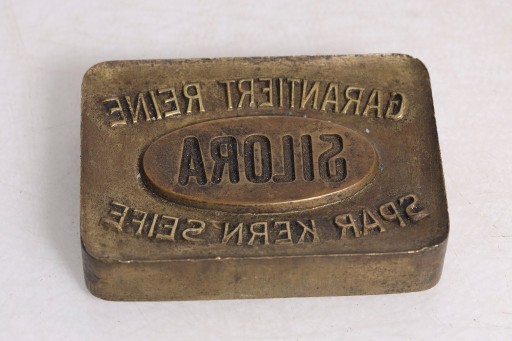 GARANTIERT REINE
SILORA
SPAR KERN SEIFE